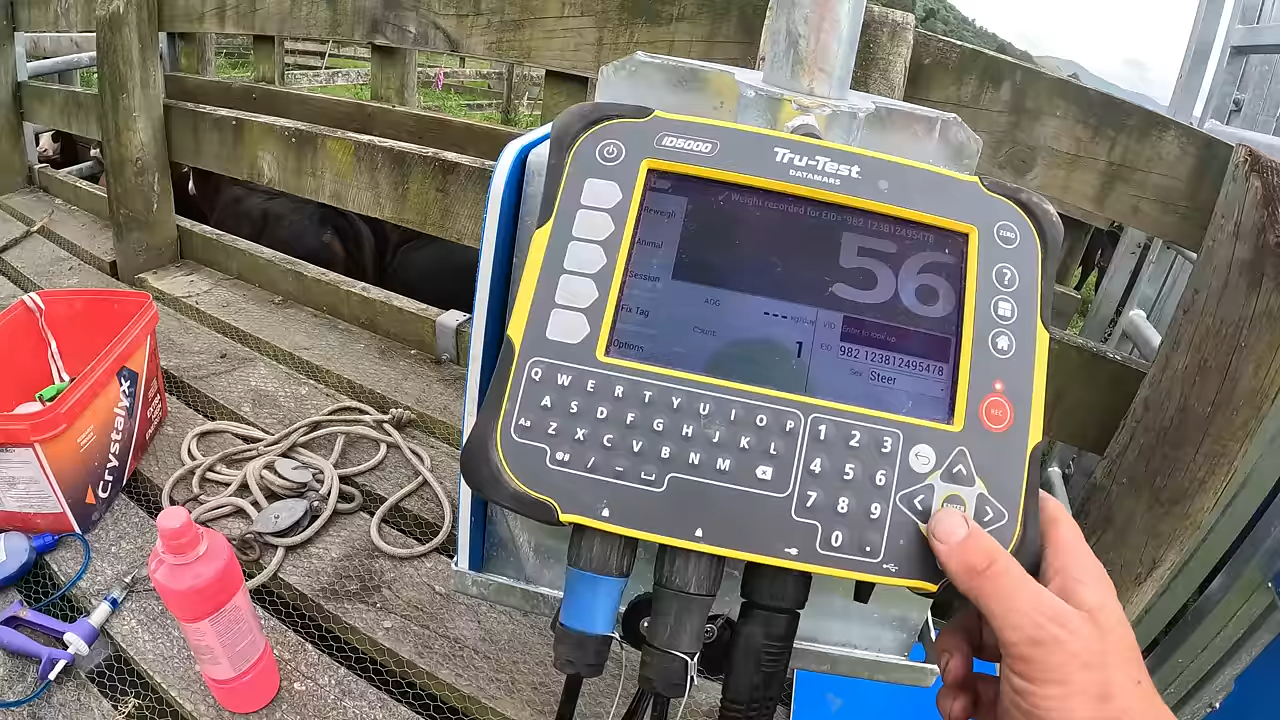 ID5000
Tru-Test
DATAMARS
Weight recorded for EID="982 123812495478
Reweigh
Animal
Session
Fix Tag
Options
56
ADG
---- kg/day
Count
1
VID
Enter to look up
EID
982 123812495478
Sex
Steer
ZERO
?
REC
Q W E R T Y U I O P
A S D F G H J K L
Aa Z X C V B N M
@# / –
1 2 3
4 5 6
7 8 9
0 .
ENTER
Crystalyx